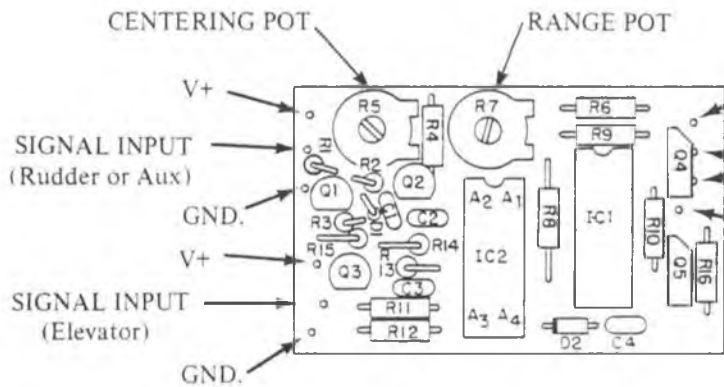 CENTERING POT
RANGE POT
V+
SIGNAL INPUT
(Rudder or Aux)
GND.
V+
SIGNAL INPUT
(Elevator)
GND.
R5
R7
R4
R6
R9
R1
R2
Q1
Q2
Q4
R3
D1
C2
A2 A1
R8
IC1
R10
R15
R14
R
13
IC2
Q3
C3
Q5
R16
R11
R12
A3 A4
D2
C4